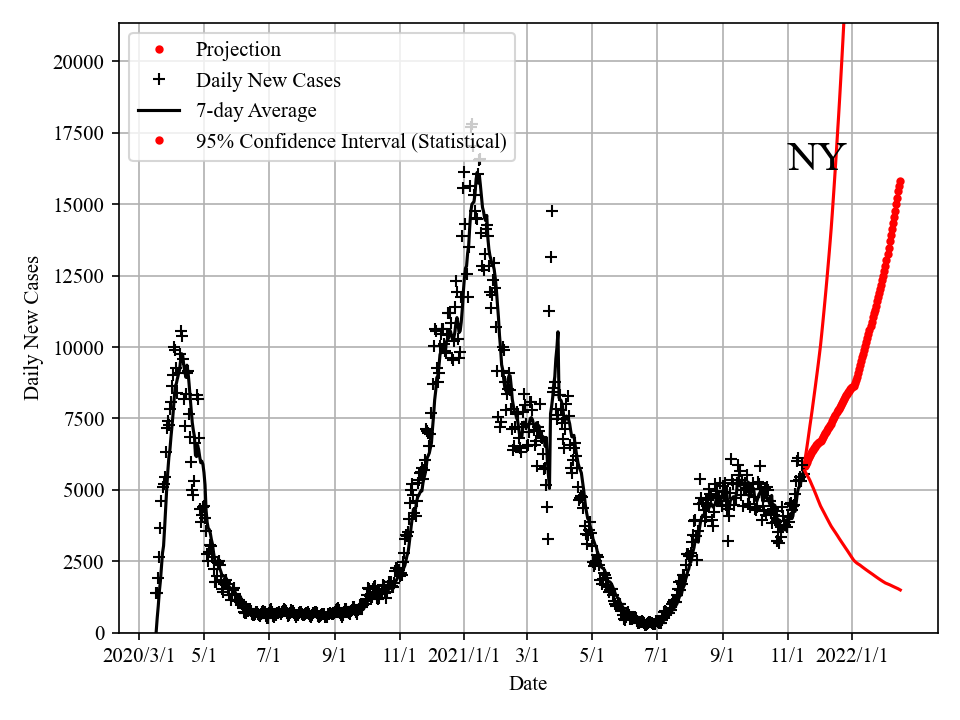 Projection
Daily New Cases
7-day Average
95% Confidence Interval (Statistical)
NY
20000
17500
15000
12500
10000
7500
5000
2500
0
Daily New Cases
2020/3/1 5/1 7/1 9/1 11/1 2021/1/1 3/1 5/1 7/1 9/1 11/1 2022/1/1
Date